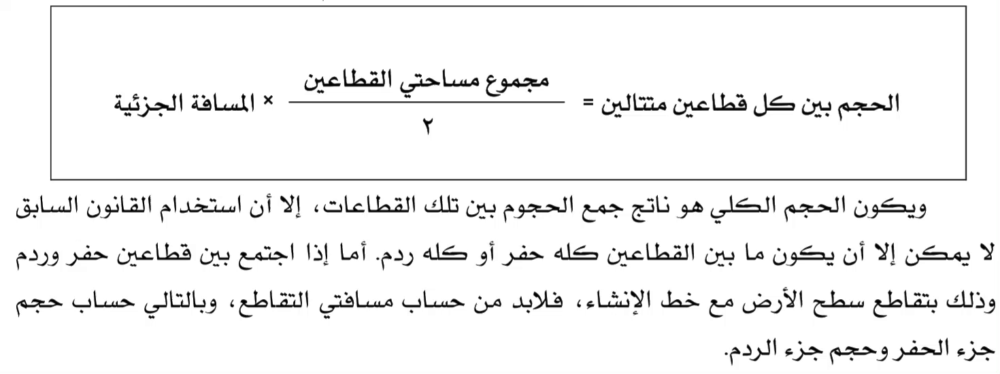 الحجم بين كل قطاعين متتالين = مجموع مساحتي القطاعين / ٢ × المسافة الجزئية
ويكون الحجم الكلي هو ناتج جمع الحجوم بين تلك القطاعات، إلا أن استخدام القانون السابق
لا يمكن إلا أن يكون ما بين القطاعين كله حفر أو كله ردم. أما إذا اجتمع بين قطاعين حفر وردم
وذلك بتقاطع سطح الأرض مع خط الإنشاء، فلابد من حساب مسافتي التقاطع، وبالتالي حساب حجم
جزء الحفر وحجم جزء الردم.